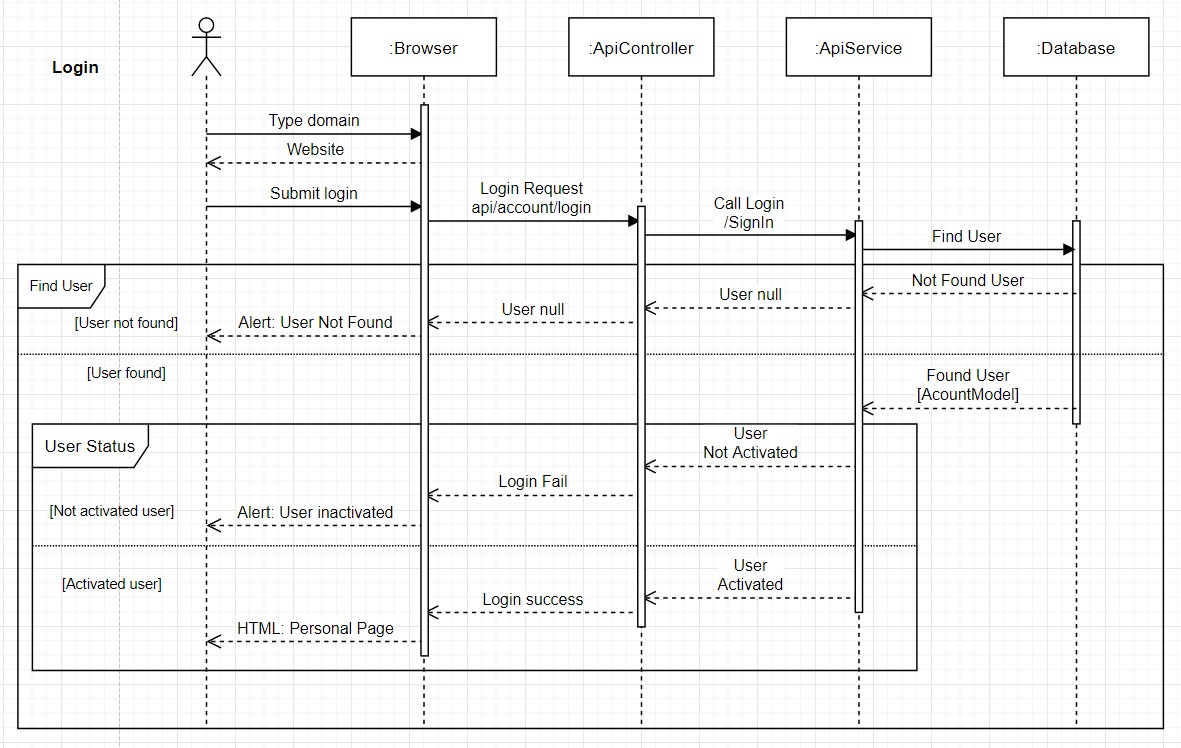 Login
:Browser
:ApiController
:ApiService
:Database
Type domain
Website
Submit login
Login Request
api/account/login
Call Login
/SignIn
Find User
Find User
Not Found User
User null
User null
[User not found]
Alert: User Not Found
[User found]
Found User
[AcountModel]
User Status
User
Not Activated
Login Fail
[Not activated user]
Alert: User inactivated
User
Activated
[Activated user]
Login success
HTML: Personal Page